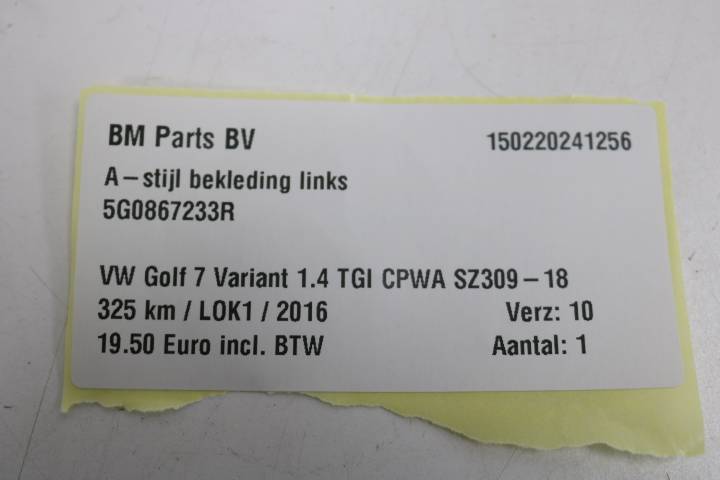 BM Parts BV 150220241256
A-stijl bekleding links
5G0867233R
VW Golf 7 Variant 1.4 TGI CPWA SZ309-18
325 km / LOK1 / 2016 Verz: 10
19.50 Euro incl. BTW Aantal: 1